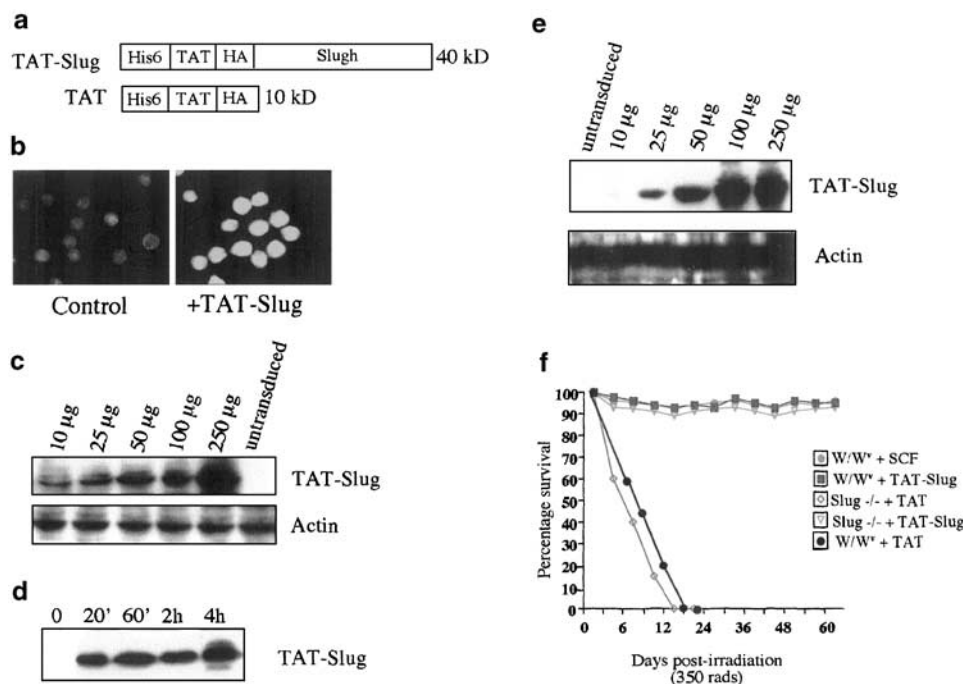 a
TAT-Slug His6 TAT HA Slugh 40 kD
TAT His6 TAT HA 10 kD
b
Control +TAT-Slug
c
10 µg 25 µg 50 µg 100 µg 250 µg untransduced
TAT-Slug
Actin
d
0 20' 60' 2h 4h
TAT-Slug
e
untransduced 10 µg 25 µg 50 µg 100 µg 250 µg
TAT-Slug
Actin
f
Percentage survival
100
90
80
70
60
50
40
30
20
10
0
0 6 12 24 36 48 60
Days post-irradiation
(350 rads)
W/Wᵛ + SCF
W/Wᵛ + TAT-Slug
Slug -/- + TAT
Slug -/- + TAT-Slug
W/Wᵛ + TAT